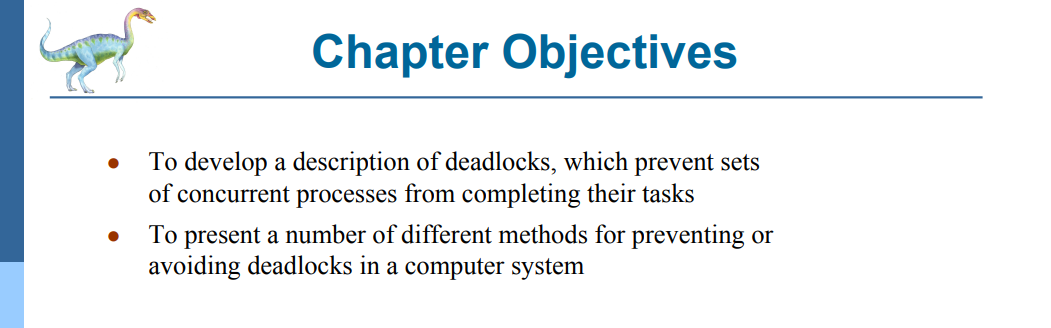 Chapter Objectives
To develop a description of deadlocks, which prevent sets
of concurrent processes from completing their tasks
To present a number of different methods for preventing or
avoiding deadlocks in a computer system